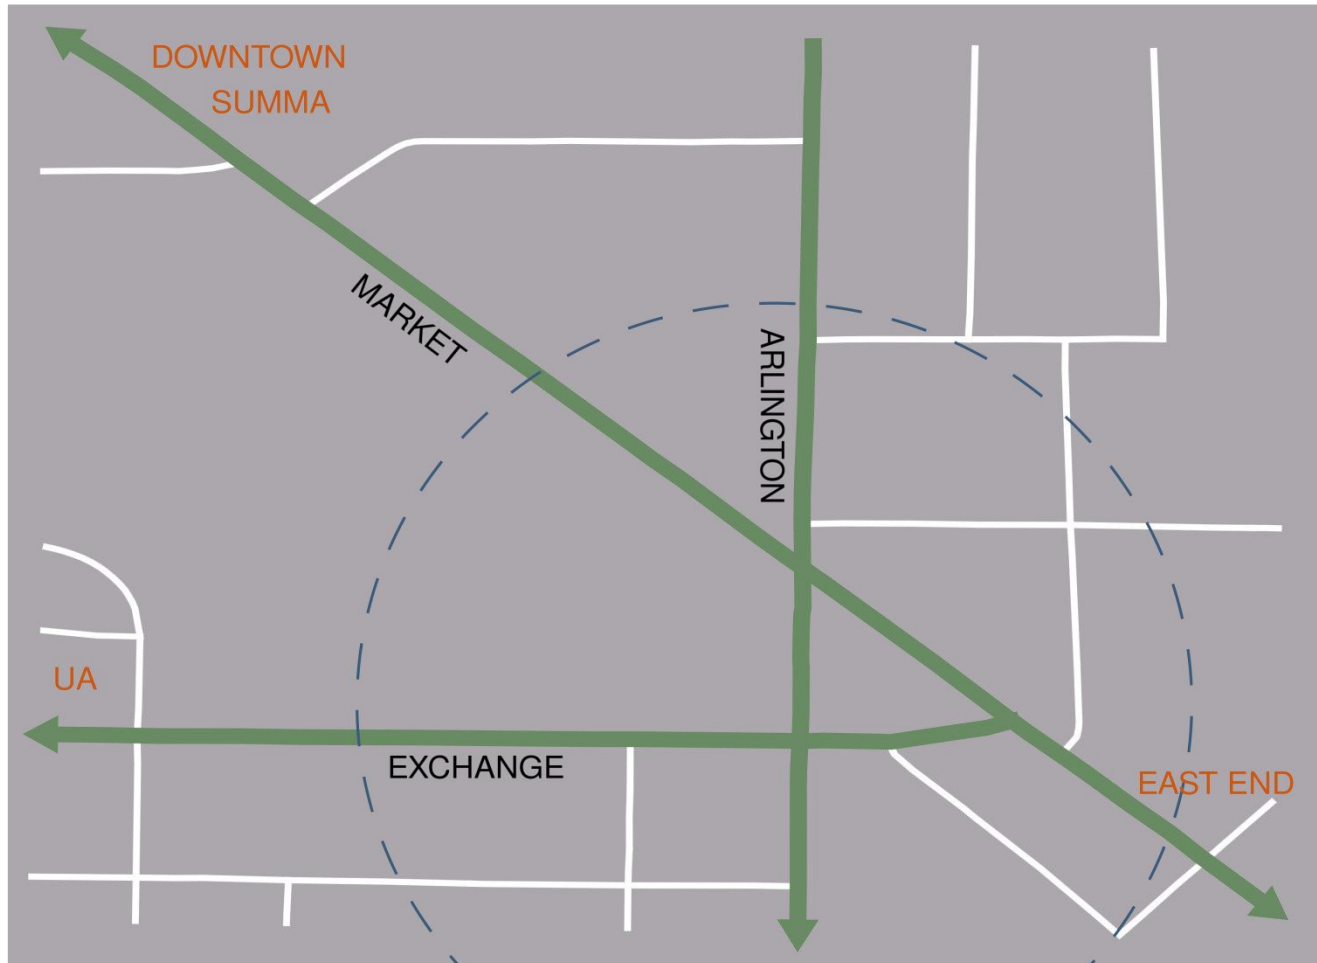 DOWNTOWN
SUMMA
MARKET
ARLINGTON
UA
EXCHANGE
EAST END